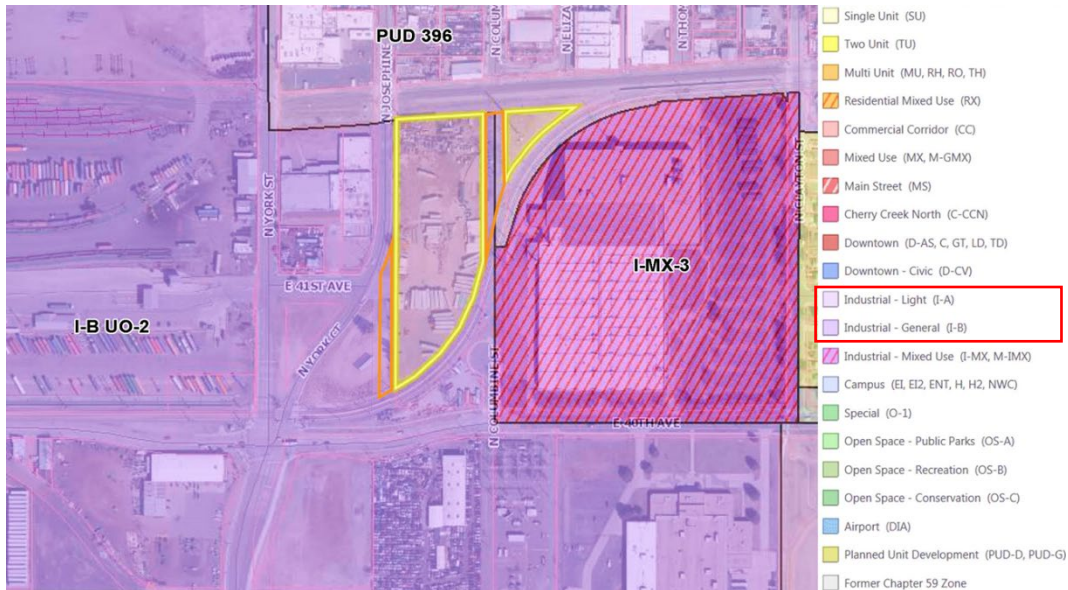 PUD 396
N JOSEPHINE
N COLUM
N ELIZA
N THOM
N YORK ST
N CLAYTON ST
I-MX-3
E 41ST AVE
I-B UO-2
N YORK CT
N COLUMBINE ST
E 40TH AVE
Single Unit (SU)
Two Unit (TU)
Multi Unit (MU, RH, RO, TH)
Residential Mixed Use (RX)
Commercial Corridor (CC)
Mixed Use (MX, M-GMX)
Main Street (MS)
Cherry Creek North (C-CCN)
Downtown (D-AS, C, GT, LD, TD)
Downtown - Civic (D-CV)
Industrial - Light (I-A)
Industrial - General (I-B)
Industrial - Mixed Use (I-MX, M-IMX)
Campus (EI, EI2, ENT, H, H2, NWC)
Special (O-1)
Open Space - Public Parks (OS-A)
Open Space - Recreation (OS-B)
Open Space - Conservation (OS-C)
Airport (DIA)
Planned Unit Development (PUD-D, PUD-G)
Former Chapter 59 Zone